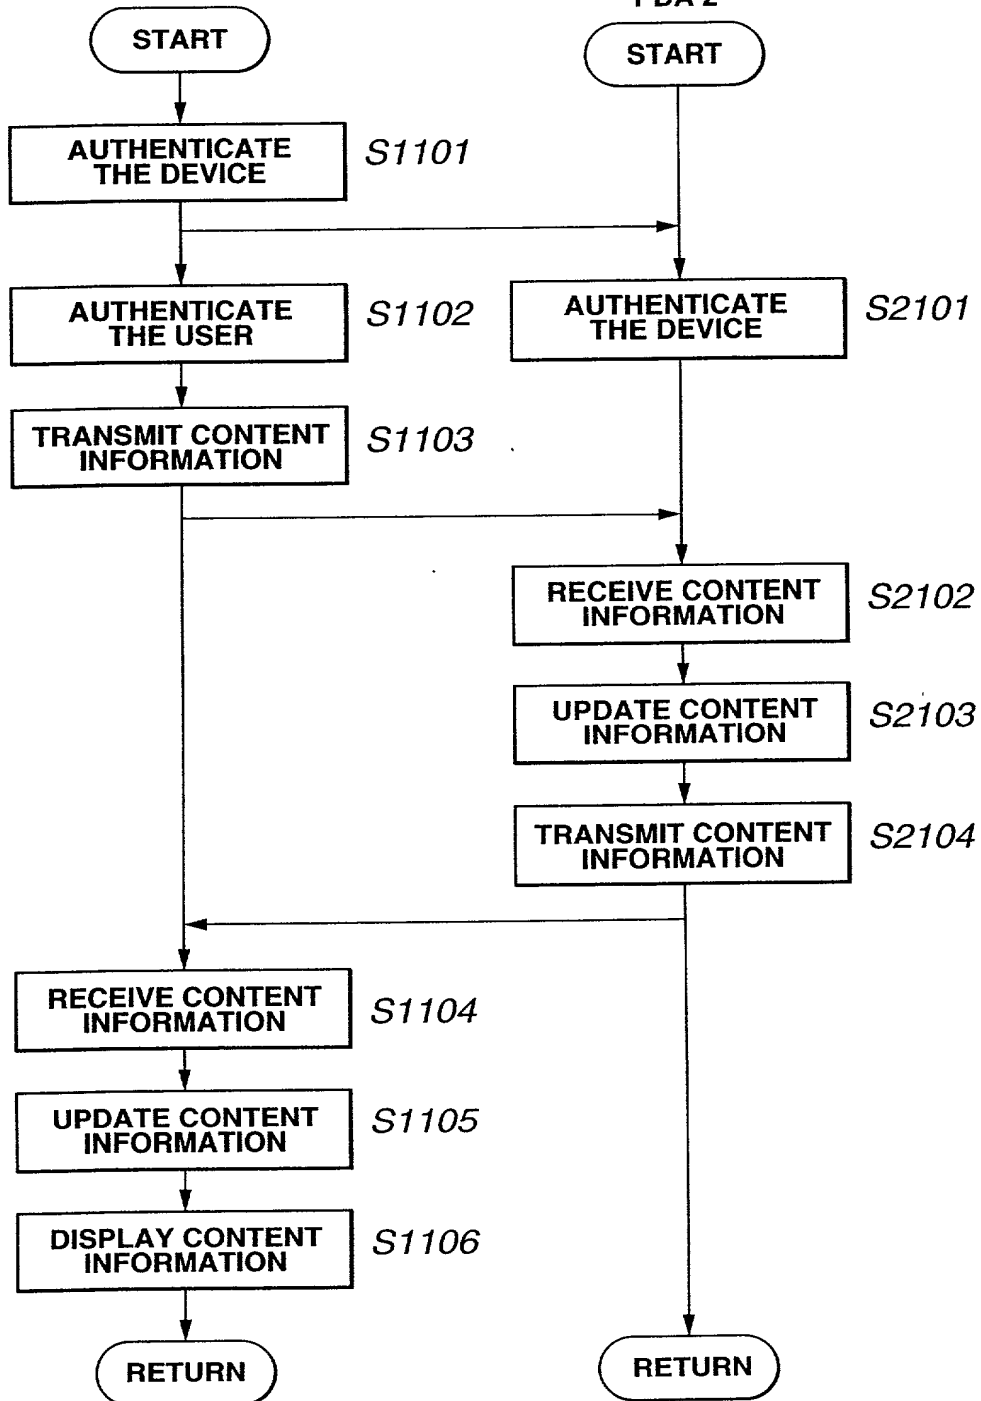 START
AUTHENTICATE
THE DEVICE
S1101
AUTHENTICATE
THE USER
S1102
TRANSMIT CONTENT
INFORMATION
S1103
RECEIVE CONTENT
INFORMATION
S1104
UPDATE CONTENT
INFORMATION
S1105
DISPLAY CONTENT
INFORMATION
S1106
RETURN
PDA 2
START
AUTHENTICATE
THE DEVICE
S2101
RECEIVE CONTENT
INFORMATION
S2102
UPDATE CONTENT
INFORMATION
S2103
TRANSMIT CONTENT
INFORMATION
S2104
RETURN